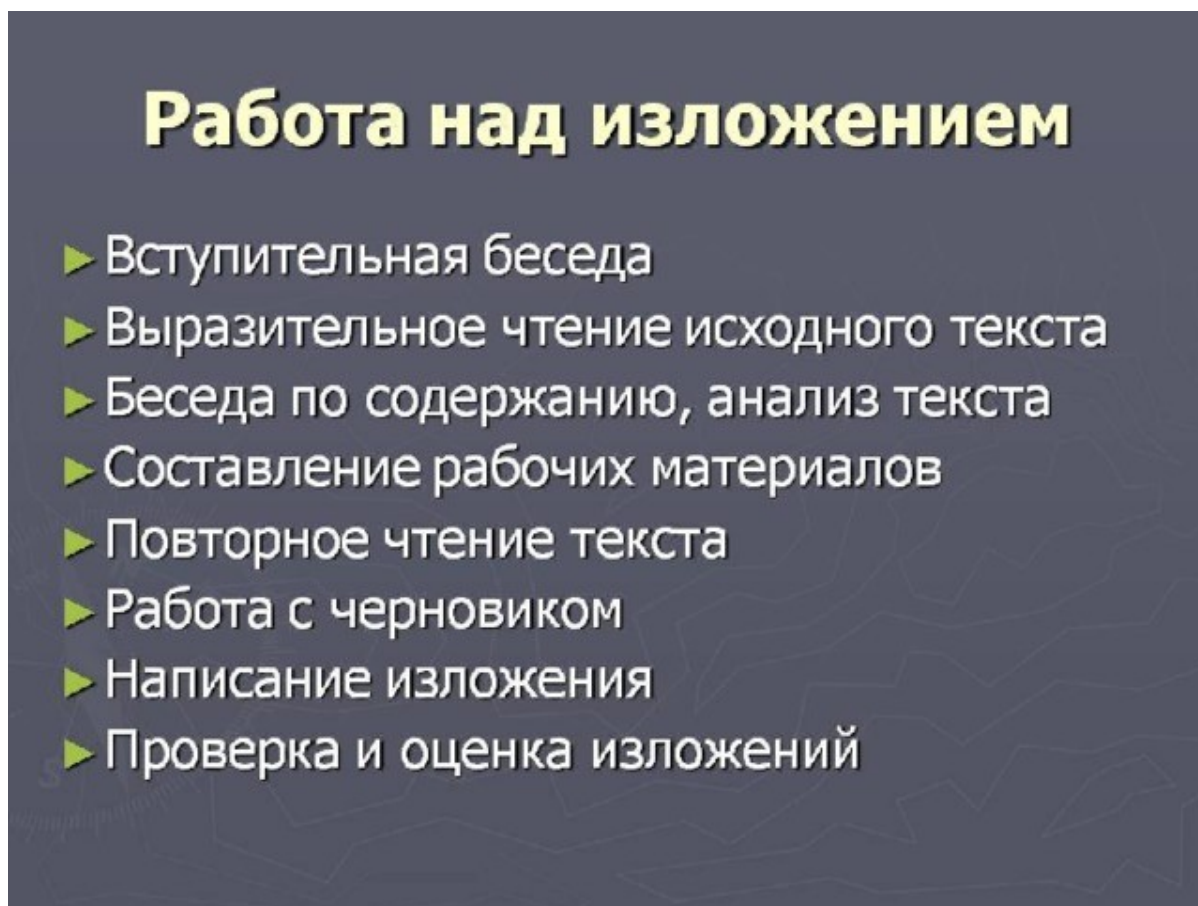 Работа над изложением
Вступительная беседа
Выразительное чтение исходного текста
Беседа по содержанию, анализ текста
Составление рабочих материалов
Повторное чтение текста
Работа с черновиком
Написание изложения
Проверка и оценка изложений
S